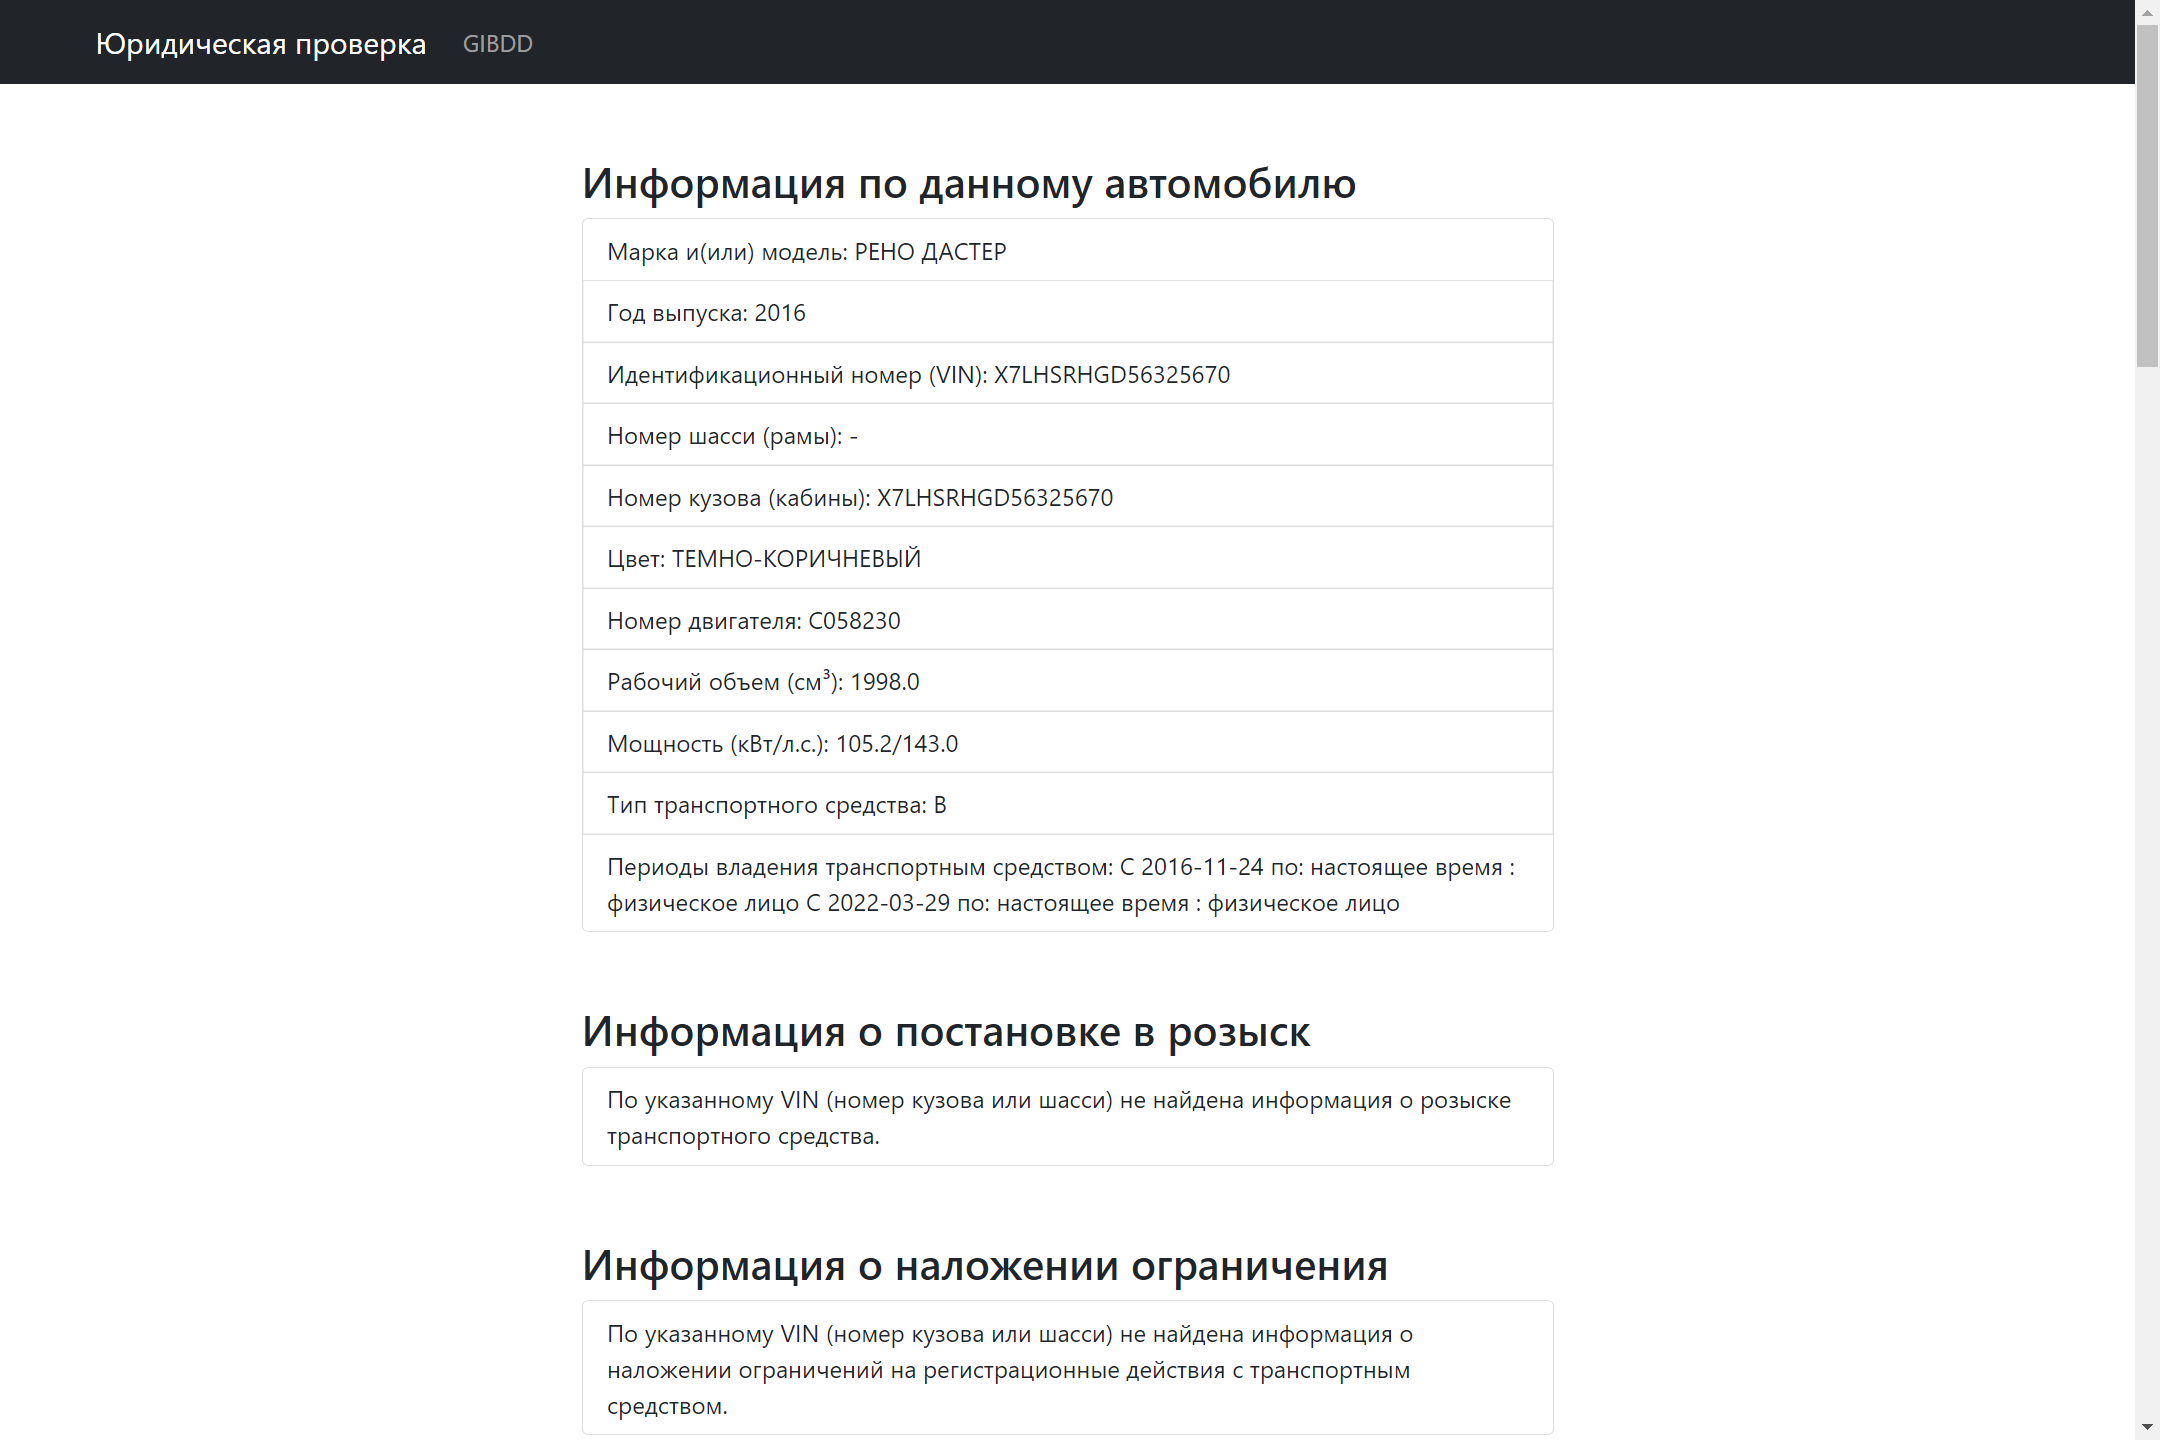 Юридическая проверка GIBDD
Информация по данному автомобилю
Марка и(или) модель: РЕНО ДАСТЕР
Год выпуска: 2016
Идентификационный номер (VIN): X7LHSRHGD56325670
Номер шасси (рамы): -
Номер кузова (кабины): X7LHSRHGD56325670
Цвет: ТЕМНО-КОРИЧНЕВЫЙ
Номер двигателя: C058230
Рабочий объем (см³): 1998.0
Мощность (кВт/л.с.): 105.2/143.0
Тип транспортного средства: B
Периоды владения транспортным средством: С 2016-11-24 по: настоящее время :
физическое лицо С 2022-03-29 по: настоящее время : физическое лицо
Информация о постановке в розыск
По указанному VIN (номер кузова или шасси) не найдена информация о розыске
транспортного средства.
Информация о наложении ограничения
По указанному VIN (номер кузова или шасси) не найдена информация о
наложении ограничений на регистрационные действия с транспортным
средством.